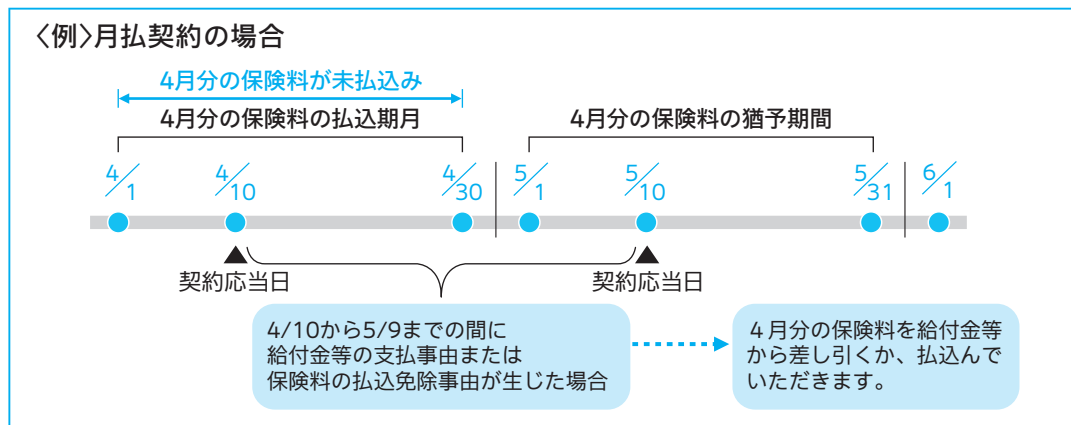 〈例〉月払契約の場合
4月分の保険料が未払込み
4月分の保険料の払込期月
4月分の保険料の猶予期間
4/1
4/10
4/30
5/1
5/10
5/31
6/1
契約応当日
契約応当日
4/10から5/9までの間に
給付金等の支払事由または
保険料の払込免除事由が生じた場合
4月分の保険料を給付金等
から差し引くか、払込んで
いただきます。